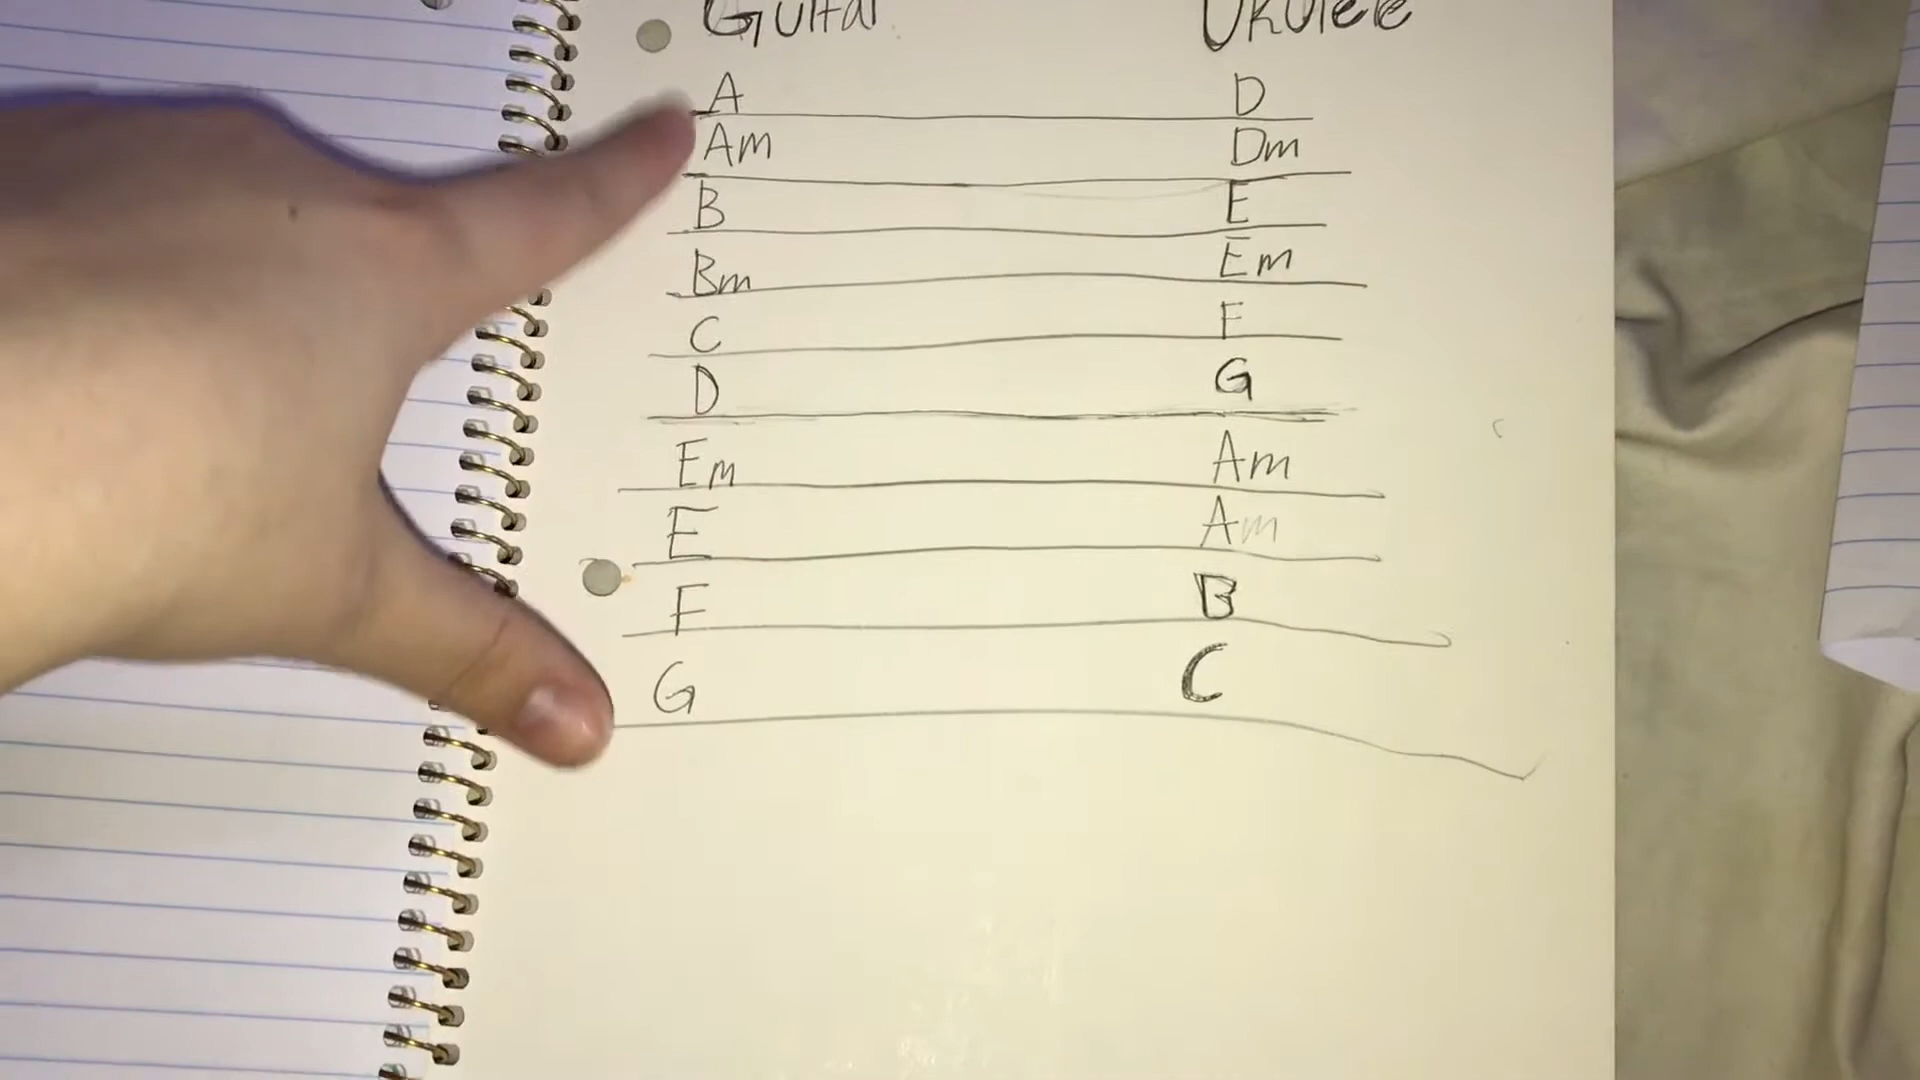 Guitar Ukulele
A D
Am Dm
B E
Bm Em
C F
D G
Em Am
E Am
F B
G C